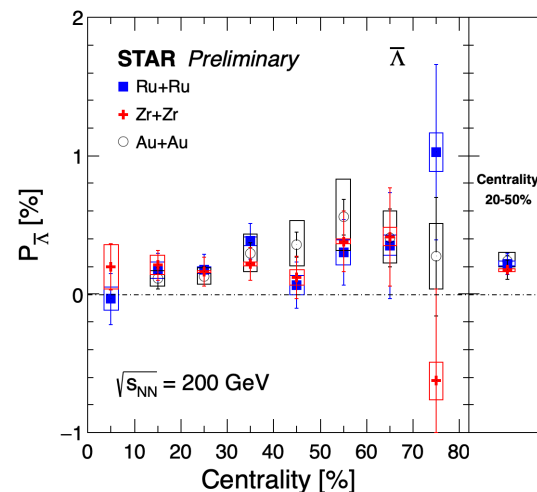 2
STAR Preliminary
Λ̅
Ru+Ru
Zr+Zr
Au+Au
1
Centrality
20-50%
P_Λ̅ [%]
0
√s_NN = 200 GeV
−1
0 10 20 30 40 50 60 70 80
Centrality [%]